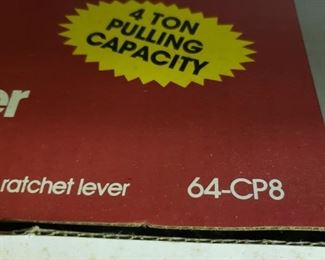 4 TON
PULLING
CAPACITY
er
ratchet lever 64-CP8